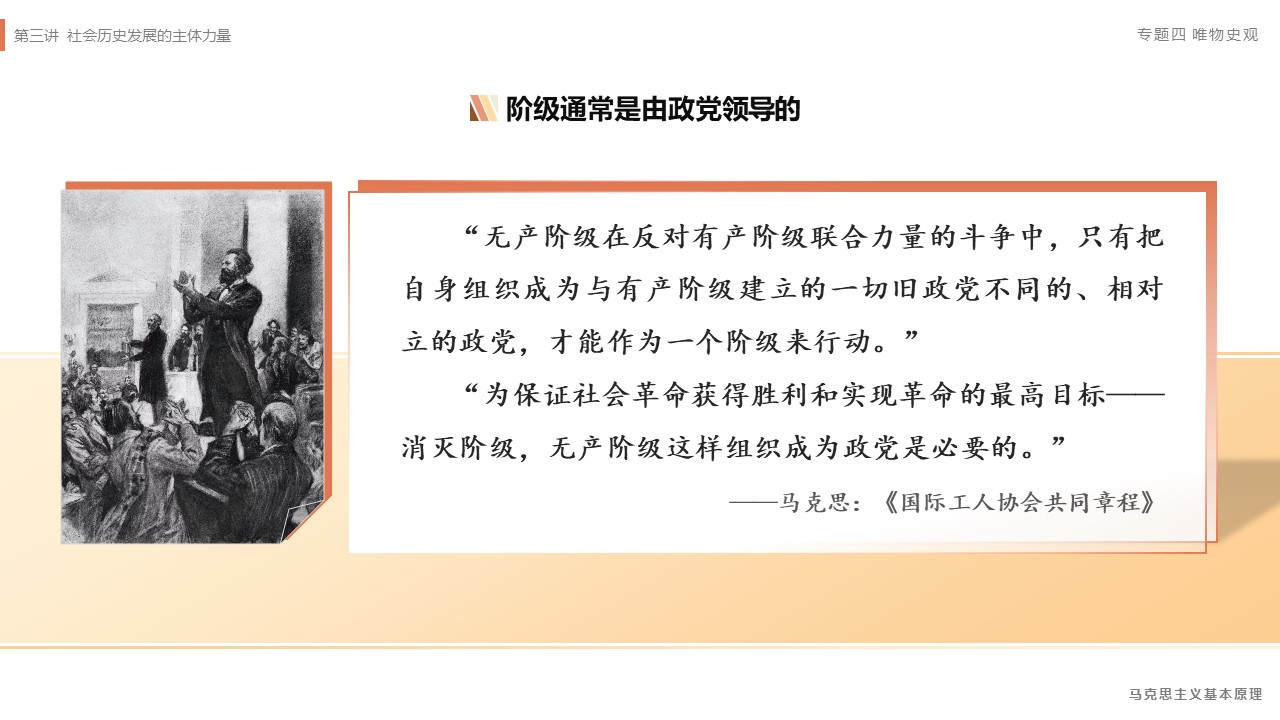 第三讲 社会历史发展的主体力量
专题四 唯物史观
阶级通常是由政党领导的
“无产阶级在反对有产阶级联合力量的斗争中，只有把
自身组织成为与有产阶级建立的一切旧政党不同的、相对
立的政党，才能作为一个阶级来行动。”
“为保证社会革命获得胜利和实现革命的最高目标——
消灭阶级，无产阶级这样组织成为政党是必要的。”
——马克思：《国际工人协会共同章程》
马克思主义基本原理